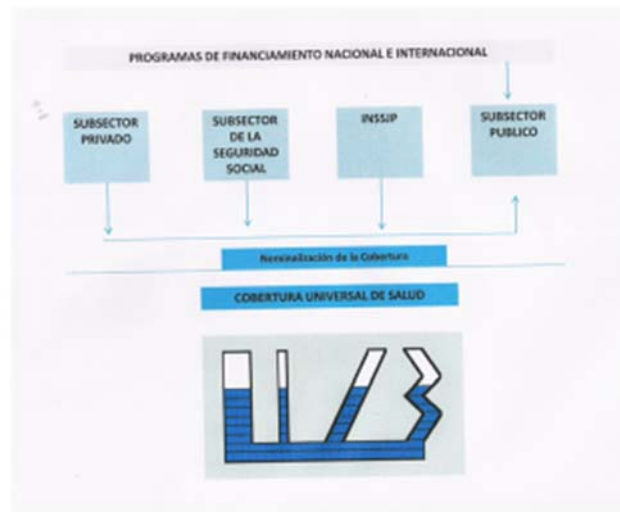 PROGRAMAS DE FINANCIAMIENTO NACIONAL E INTERNACIONAL
SUBSECTOR
PRIVADO
SUBSECTOR
DE LA
SEGURIDAD
SOCIAL
INSSJP
SUBSECTOR
PUBLICO
Nominalización de la Cobertura
COBERTURA UNIVERSAL DE SALUD